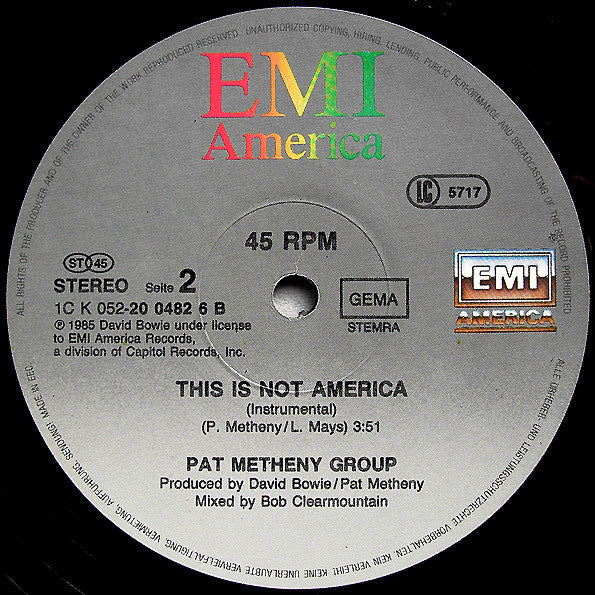 ALL RIGHTS OF THE PRODUCER AND OF THE OWNER OF THE WORK REPRODUCED RESERVED. UNAUTHORIZED COPYING, HIRING, LENDING, PUBLIC PERFORMANCE AND BROADCASTING OF THE RECORD PROHIBITED
EMI
America
LC 5717
45 RPM
ST 45
STEREO Seite 2
1C K 052-20 0482 6 B
℗ 1985 David Bowie under license
to EMI America Records,
a division of Capitol Records, Inc.
GEMA
STEMRA
EMI
AMERICA
THIS IS NOT AMERICA
(Instrumental)
(P. Metheny/L. Mays) 3:51
PAT METHENY GROUP
Produced by David Bowie/Pat Metheny
Mixed by Bob Clearmountain
ALLE URHEBER- UND LEISTUNGSSCHUTZRECHTE VORBEHALTEN. KEIN VERLEIH! KEINE UNERLAUBTE VERVIELFÄLTIGUNG, VERMIETUNG, AUFFÜHRUNG, SENDUNG! MADE IN EEC.